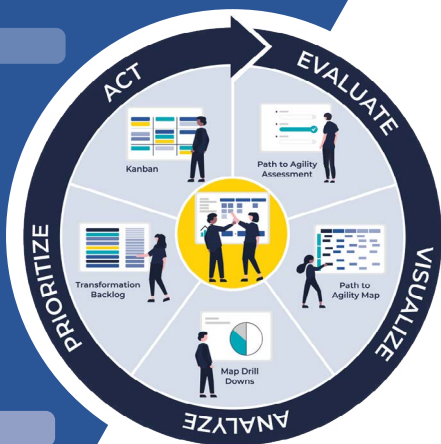 EVALUATE
Path to Agility
Assessment
VISUALIZE
Path to
Agility Map
ANALYZE
Map Drill
Downs
PRIORITIZE
Transformation
Backlog
ACT
Kanban